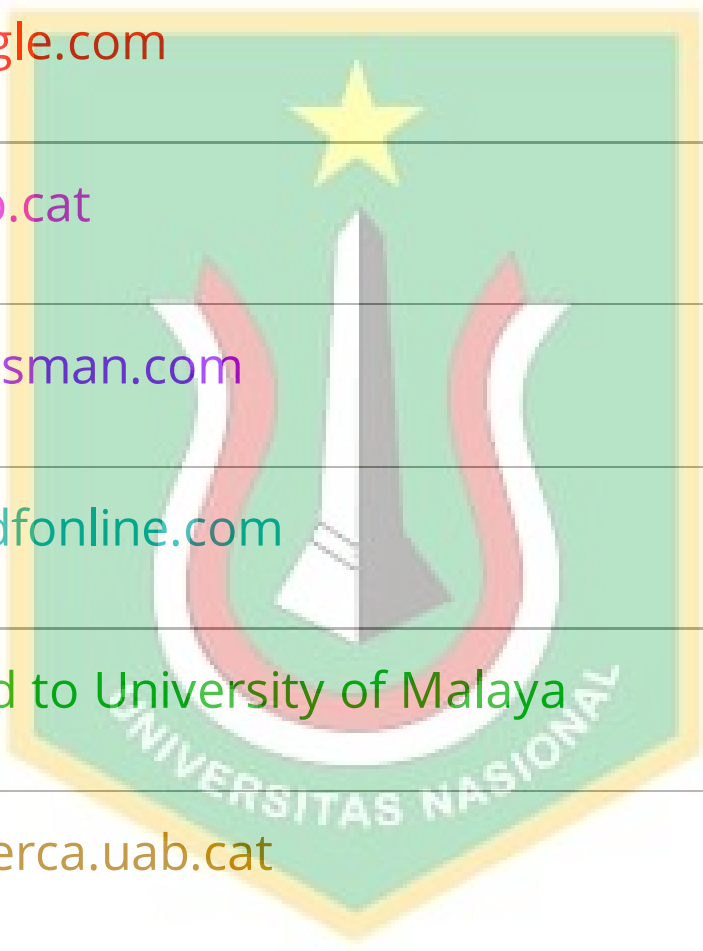 gle.com
.cat
sman.com
dfonline.com
d to University of Malaya
UNIVERSITAS NASIONAL
erca.uab.cat